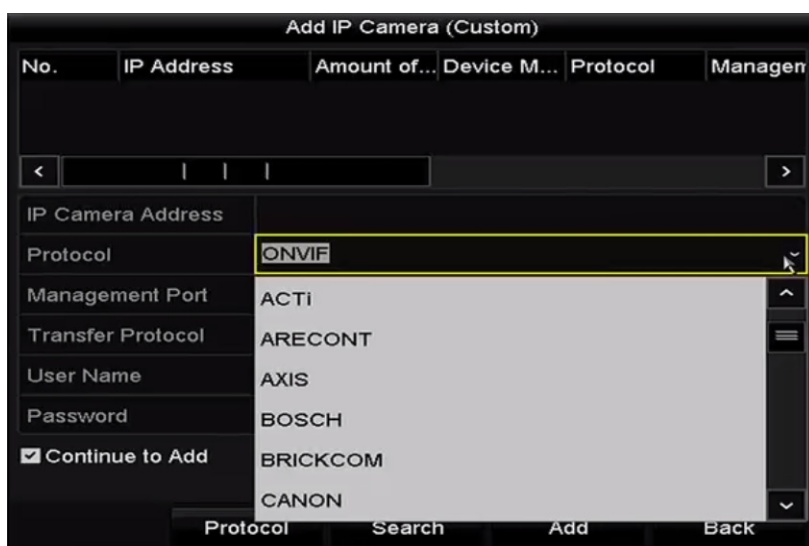 Add IP Camera (Custom)
No. IP Address Amount of... Device M... Protocol Managem
IP Camera Address
Protocol ONVIF
Management Port
ACTi
Transfer Protocol
ARECONT
User Name
AXIS
Password
BOSCH
Continue to Add
BRICKCOM
CANON
Protocol Search Add Back